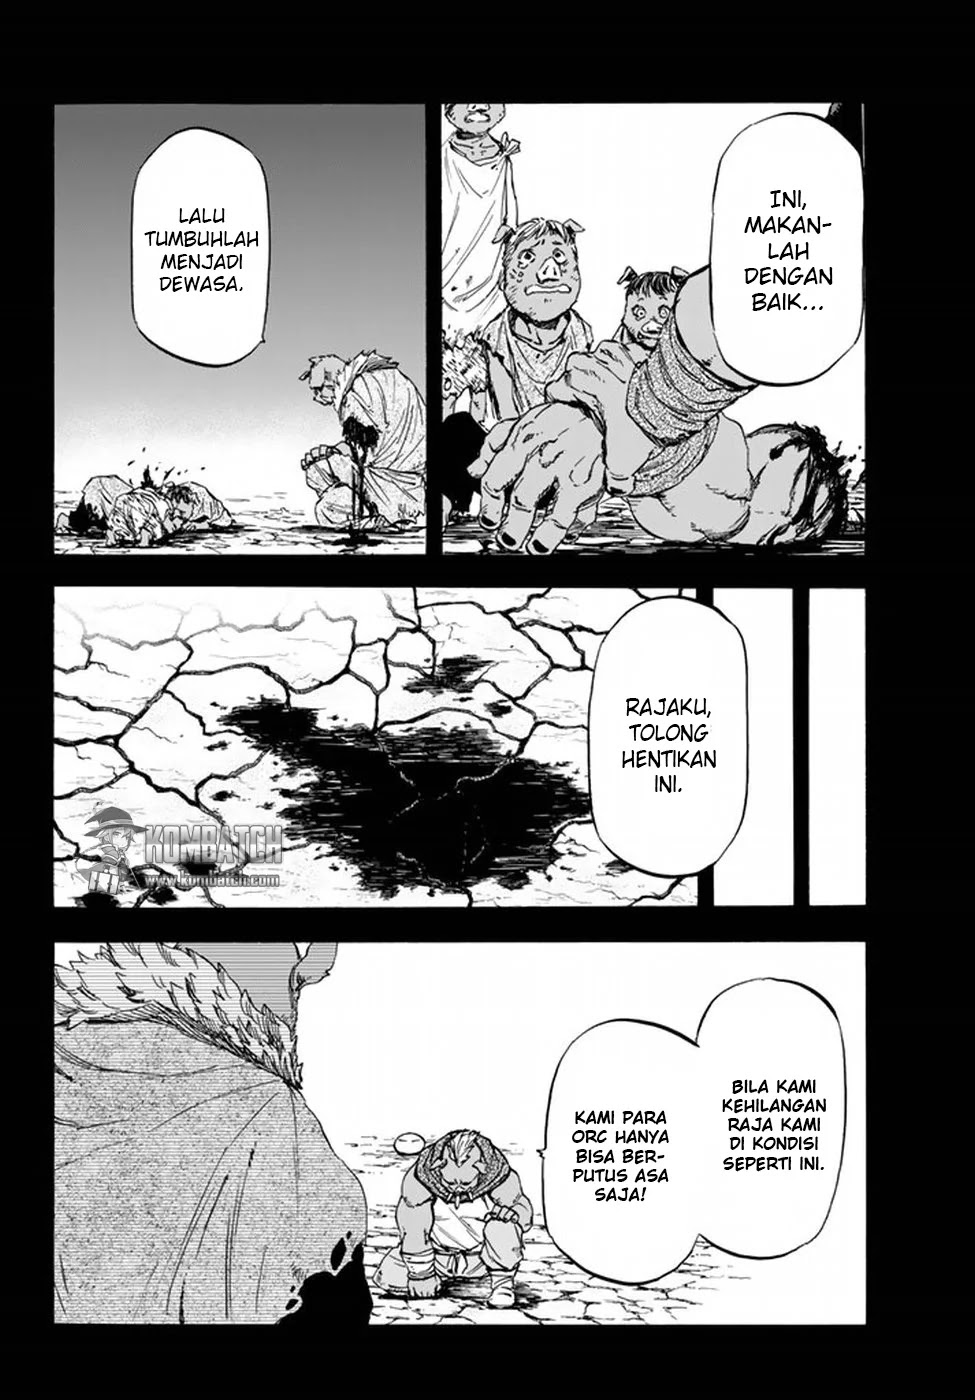 INI,
MAKAN-
LAH
DENGAN
BAIK...
LALU
TUMBUHLAH
MENJADI
DEWASA.
RAJAKU,
TOLONG
HENTIKAN
INI.
KOMBATCH
www.kombatch.com
BILA KAMI
KEHILANGAN
RAJA KAMI
DI KONDISI
SEPERTI INI.
KAMI PARA
ORC HANYA
BISA BER-
PUTUS ASA
SAJA!